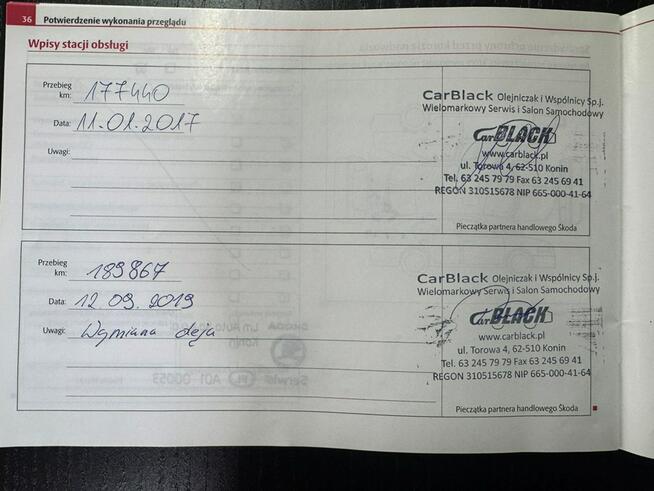 36 Potwierdzenie wykonania przeglądu
Wpisy stacji obsługi
Przebieg km: 177440
Data: 11.01.2017
Uwagi:
CarBlack Olejniczak i Wspólnicy Sp.j.
Wielomarkowy Serwis i Salon Samochodowy
CarBLACK
www.carblack.pl
ul. Torowa 4, 62-510 Konin
Tel. 63 245 79 79 Fax 63 245 69 41
REGON 310515678 NIP 665-000-41-64
Pieczątka partnera handlowego Škoda
Przebieg km: 189867
Data: 12 09. 2019
Uwagi: Wymiana oleju
CarBlack Olejniczak i Wspólnicy Sp.j.
Wielomarkowy Serwis i Salon Samochodowy
CarBLACK
www.carblack.pl
ul. Torowa 4, 62-510 Konin
Tel. 63 245 79 79 Fax 63 245 69 41
REGON 310515678 NIP 665-000-41-64
Pieczątka partnera handlowego Škoda